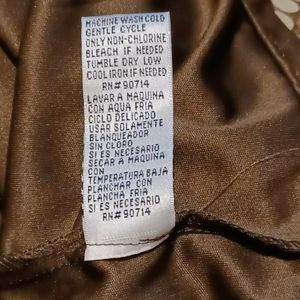 MACHINE WASH COLD
GENTLE CYCLE
ONLY NON-CHLORINE
BLEACH IF NEEDED
TUMBLE DRY LOW
COOL IRON IF NEEDED
RN# 90714
LAVAR A MAQUINA
CON AQUA FRIA
CICLO DELICADO
USAR SOLAMENTE
BLANQUEADOR
SIN CLORO
SI ES NECESARIO
SECAR A MAQUINA
CON
TEMPERATURA BAJA
PLANCHAR CON
PLANCHA FRIA
SI ES NECESARIO
RN# 90714